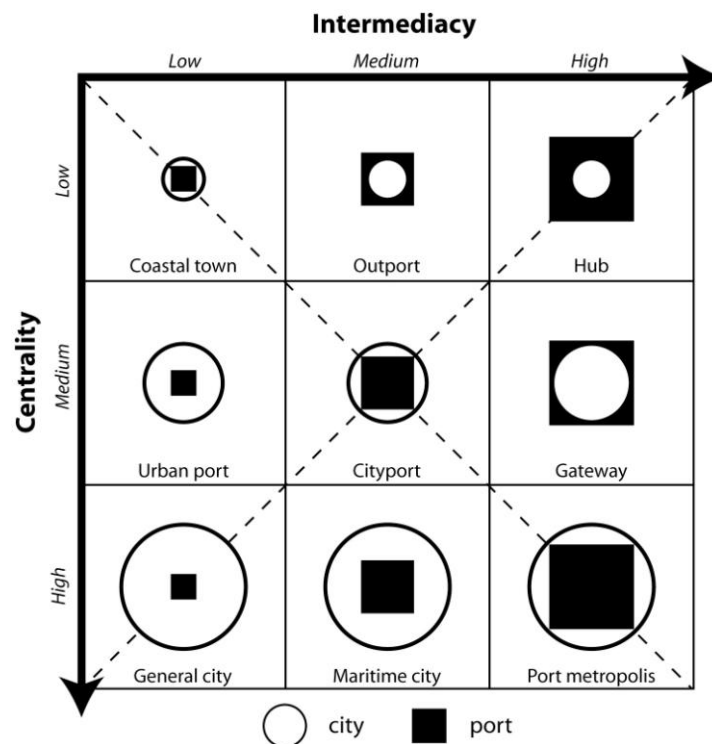 Intermediacy
Low Medium High
Centrality
Low
Coastal town Outport Hub
Medium
Urban port Cityport Gateway
High
General city Maritime city Port metropolis
city port